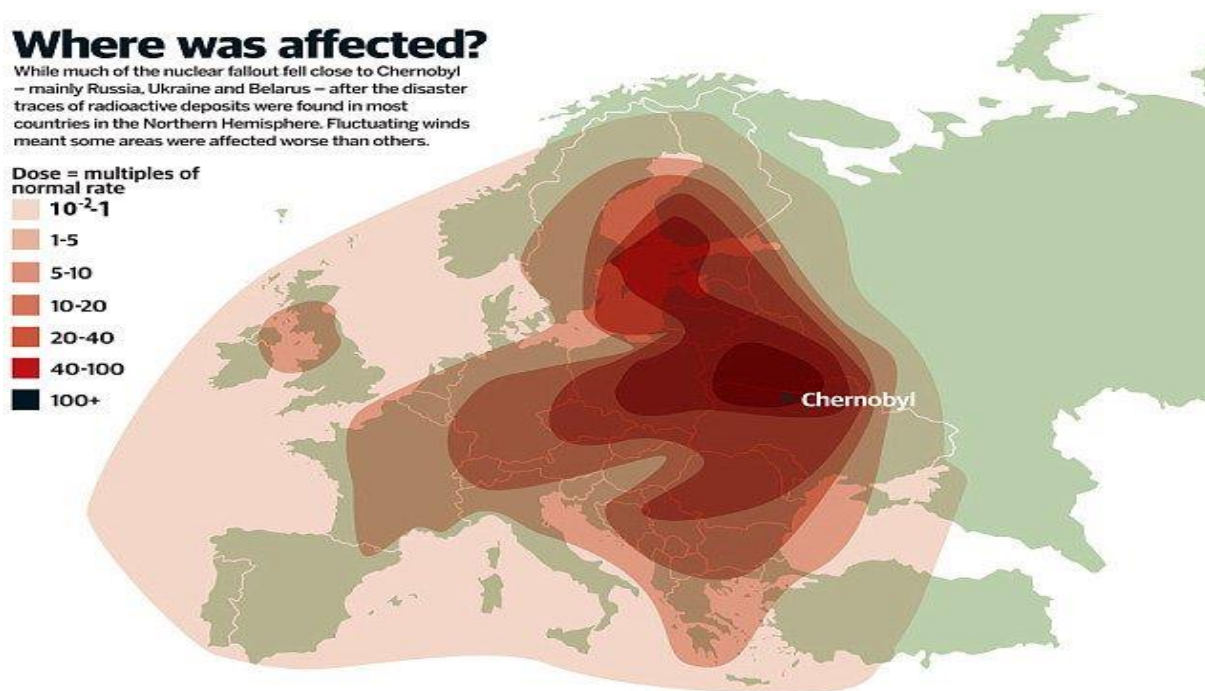 Where was affected?
While much of the nuclear fallout fell close to Chernobyl
– mainly Russia, Ukraine and Belarus – after the disaster
traces of radioactive deposits were found in most
countries in the Northern Hemisphere. Fluctuating winds
meant some areas were affected worse than others.
Dose = multiples of
normal rate
10⁻²-1
1-5
5-10
10-20
20-40
40-100
100+
Chernobyl